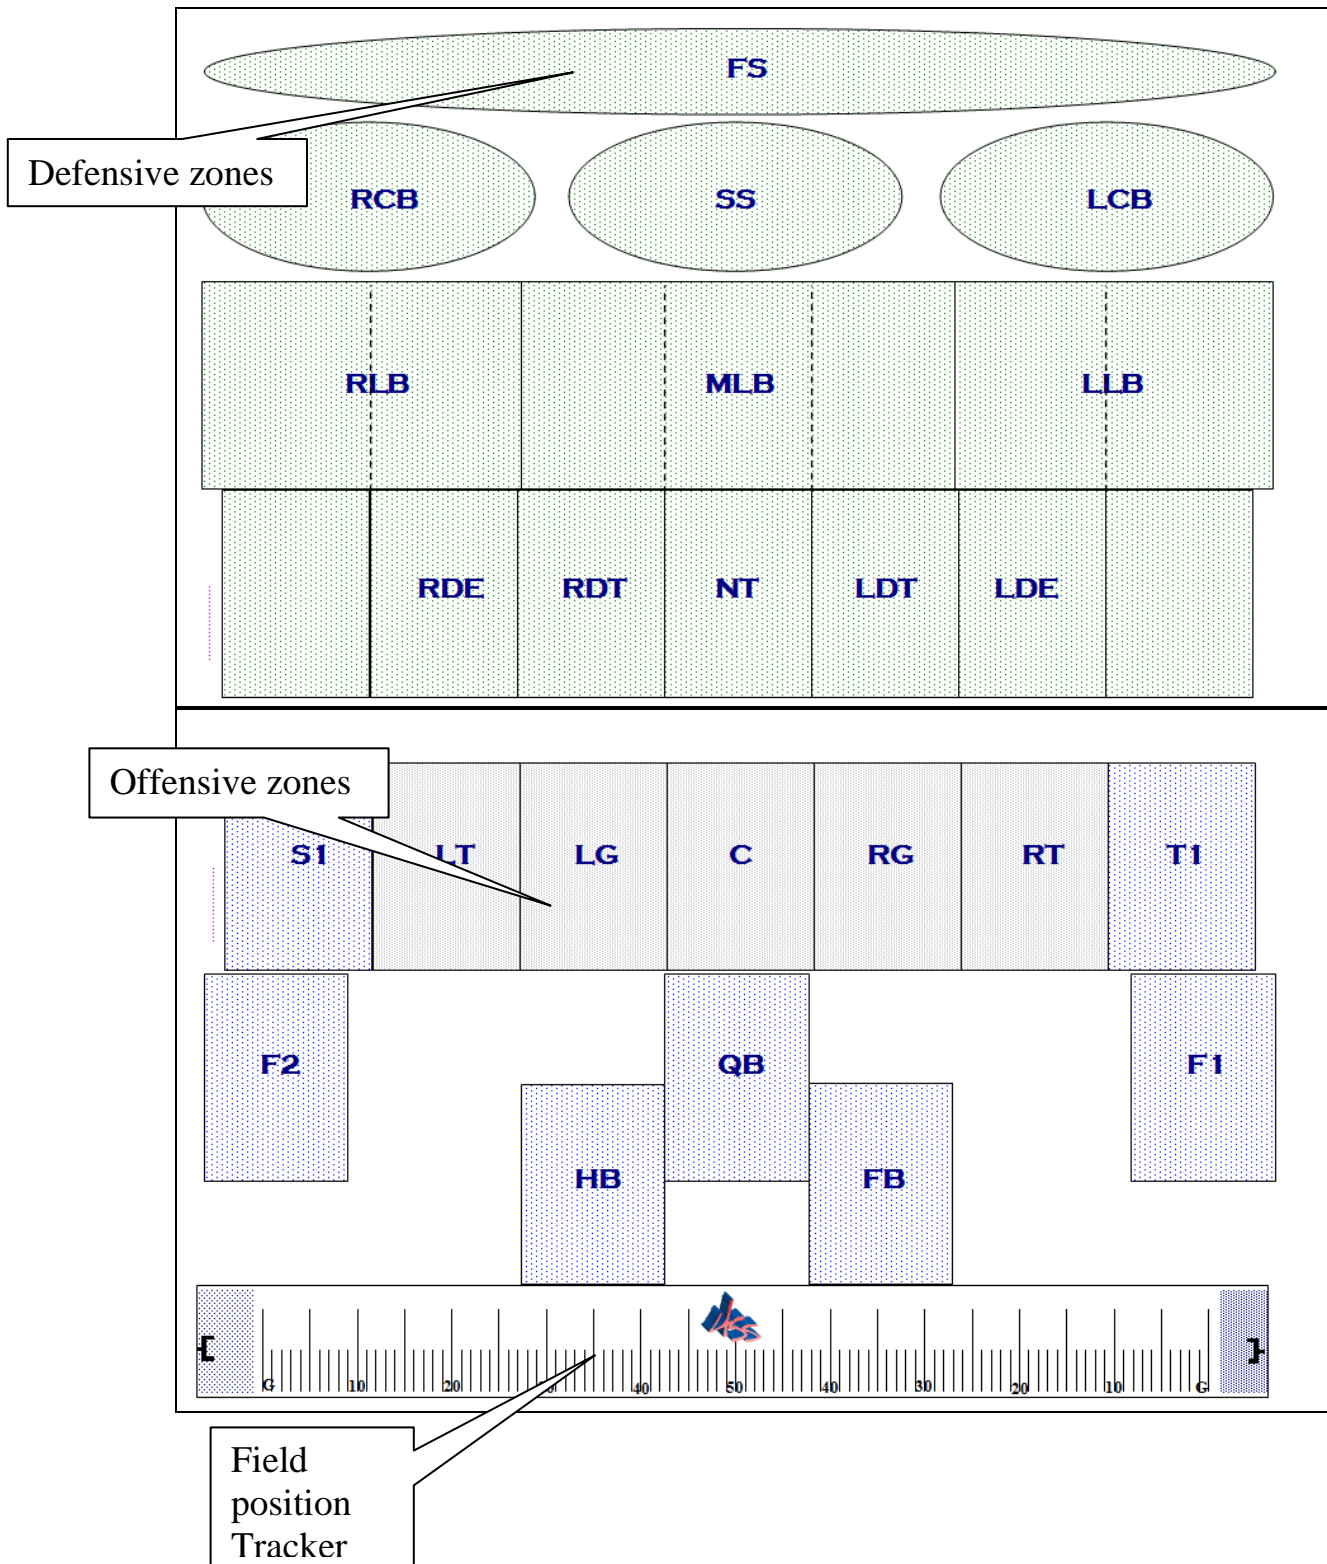 FS
Defensive zones
RCB SS LCB
RLB MLB LLB
RDE RDT NT LDT LDE
Offensive zones
S1 LT LG C RG RT T1
F2 QB F1
HB FB
G 10 20 40 50 40 30 20 10 G
Field
position
Tracker